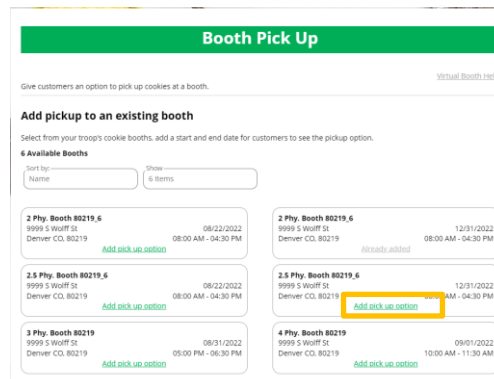 Booth Pick Up
Virtual Booth Hel
Give customers an option to pick up cookies at a booth.
Add pickup to an existing booth
Select from your troop's cookie booths, add a start and end date for customers to see the pickup option.
6 Available Booths
Sort by: Show
Name 6 Items
2 Phy. Booth 80219_6 2 Phy. Booth 80219_6
9999 S Wolff St 08/22/2022 9999 S Wolff St 12/31/2022
Denver CO, 80219 08:00 AM - 04:30 PM Denver CO, 80219 08:00 AM - 04:30 PM
Add pick up option Already added
2.5 Phy. Booth 80219_6 2.5 Phy. Booth 80219_6
9999 S Wolff St 08/22/2022 9999 S Wolff St 12/31/2022
Denver CO, 80219 08:00 AM - 04:30 PM Denver CO, 80219 AM - 04:30 PM
Add pick up option Add pick up option
3 Phy. Booth 80219 4 Phy. Booth 80219
9999 S Wolff St 08/31/2022 9999 S Wolff St 09/01/2022
Denver CO, 80219 05:00 PM - 06:30 PM Denver CO, 80219 10:00 AM - 11:30 AM
Add pick up option Add pick up option